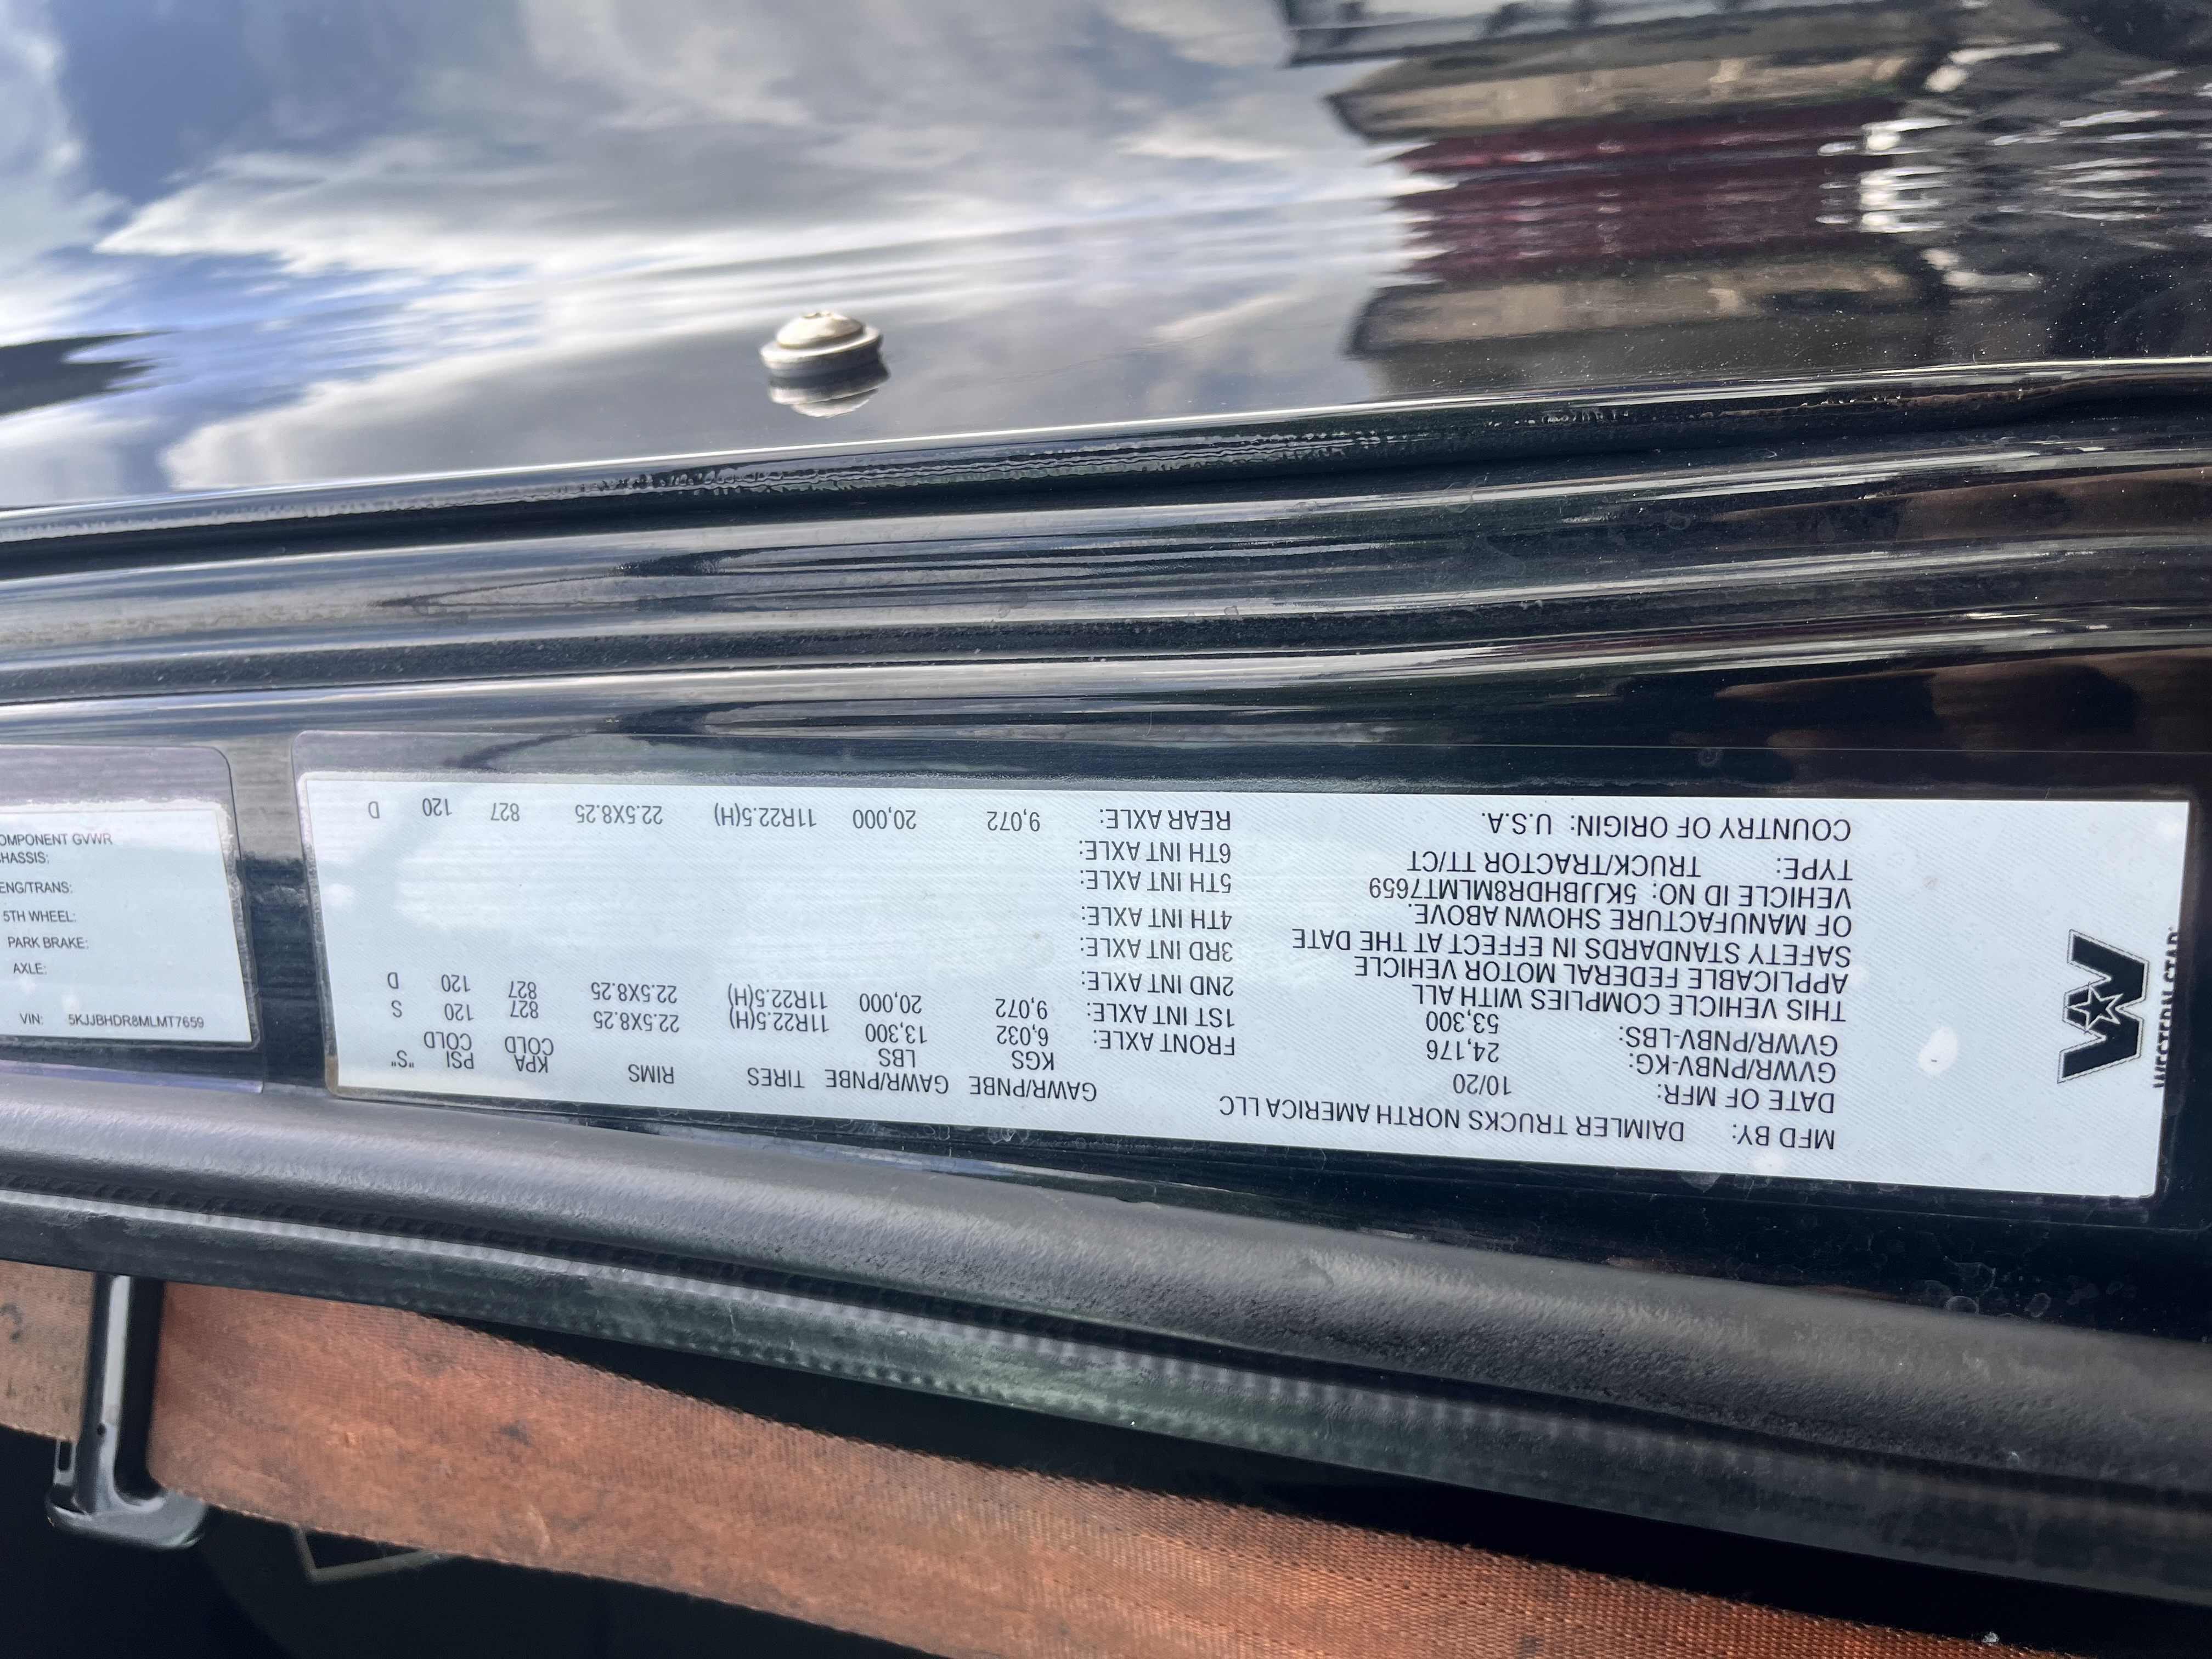 WESTERN STAR
MFD BY: DAIMLER TRUCKS NORTH AMERICA LLC
DATE OF MFR: 10/20
GVWR/PNBV-KG: 24,176
GVWR/PNBV-LBS: 53,300
THIS VEHICLE COMPLIES WITH ALL
APPLICABLE FEDERAL MOTOR VEHICLE
SAFETY STANDARDS IN EFFECT AT THE DATE
OF MANUFACTURE SHOWN ABOVE.
VEHICLE ID NO: 5KJJBHDR8MLMT7659
TYPE: TRUCK/TRACTOR TT/CT
COUNTRY OF ORIGIN: U.S.A.
GAWR/PNBE GAWR/PNBE TIRES RIMS KPA PSI "S"
KGS LBS COLD COLD
FRONT AXLE: 6,032 13,300 11R22.5(H) 22.5X8.25 827 120 S
1ST INT AXLE: 9,072 20,000 11R22.5(H) 22.5X8.25 827 120 D
2ND INT AXLE:
3RD INT AXLE:
4TH INT AXLE:
5TH INT AXLE:
6TH INT AXLE:
REAR AXLE: 9,072 20,000 11R22.5(H) 22.5X8.25 827 120 D
OMPONENT GVWR
HASSIS:
ENG/TRANS:
5TH WHEEL:
PARK BRAKE:
AXLE:
VIN: 5KJJBHDR8MLMT7659